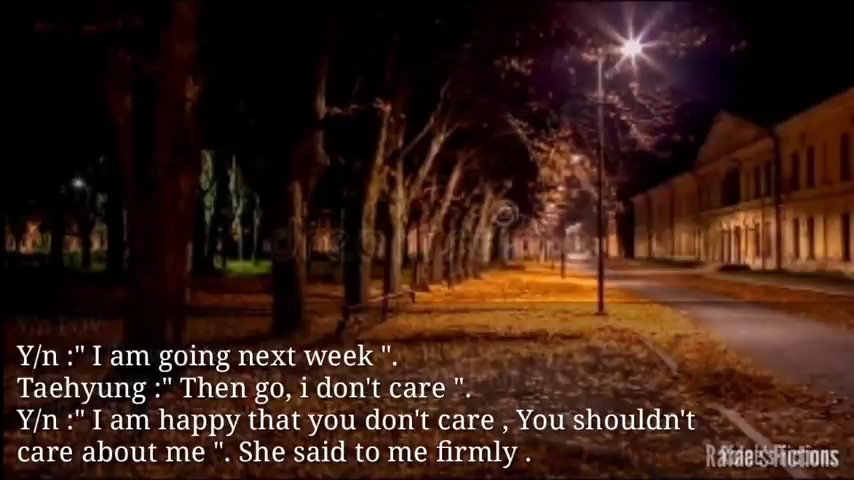 Y/n POV
Y/n :" I am going next week ".
Taehyung :" Then go, i don't care ".
Y/n :" I am happy that you don't care , You shouldn't
care about me ". She said to me firmly .